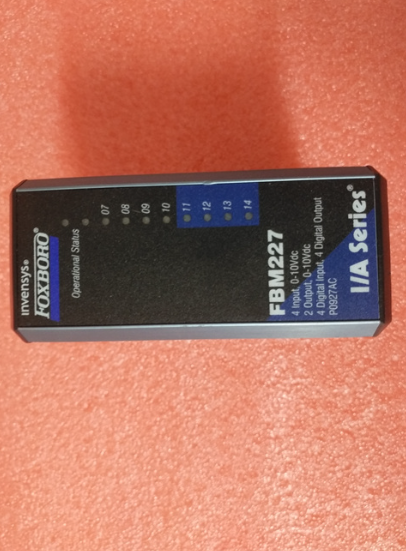 invensys®
FOXBORO®
Operational Status
07
08
09
10
11
12
13
14
FBM227
4 Input, 0-10Vdc
2 Output, 0-10Vdc
4 Digital Input, 4 Digital Output
P0927AC
I/A Series®